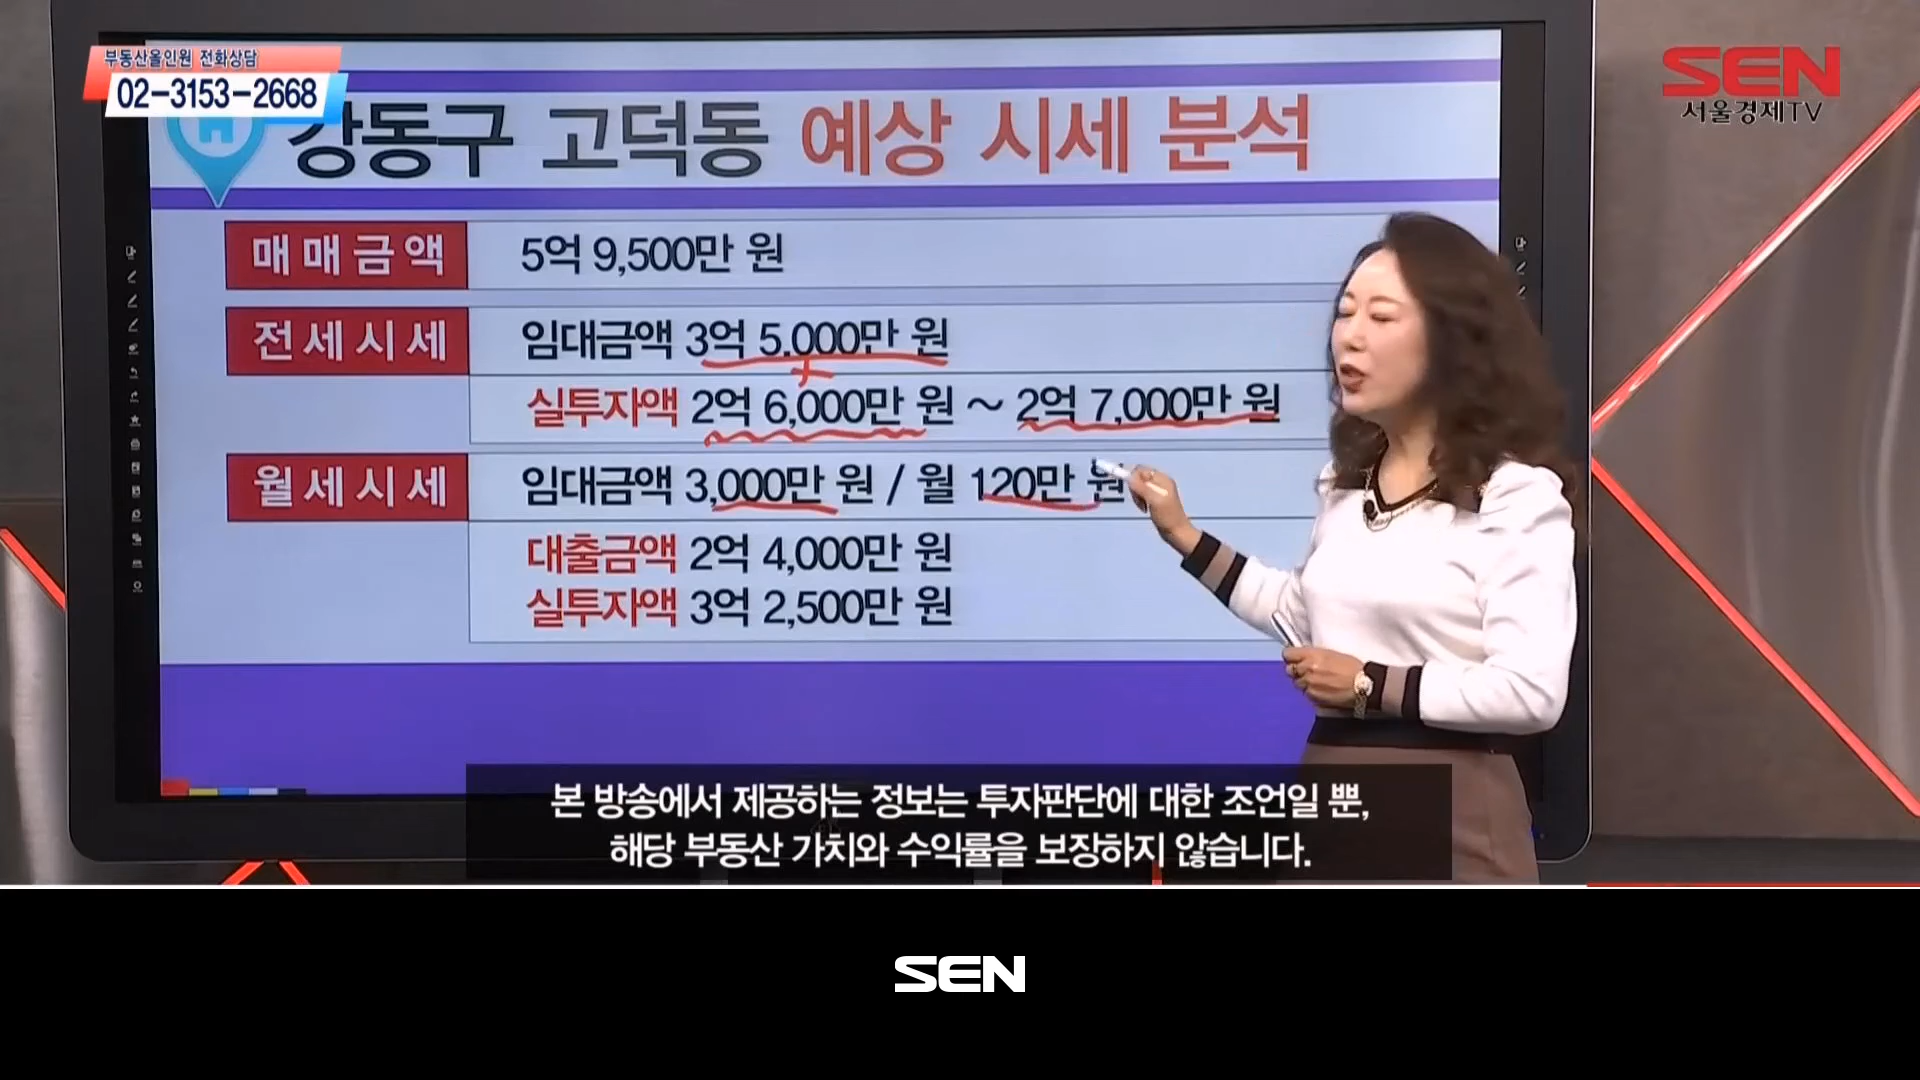 부동산올인원 전화상담
02-3153-2668
SEN
서울경제TV
강동구 고덕동 예상 시세 분석
매매금액 5억 9,500만 원
전세시세 임대금액 3억 5,000만 원
실투자액 2억 6,000만 원 ~ 2억 7,000만 원
월세시세 임대금액 3,000만 원 / 월 120만 원
대출금액 2억 4,000만 원
실투자액 3억 2,500만 원
본 방송에서 제공하는 정보는 투자판단에 대한 조언일 뿐,
해당 부동산 가치와 수익률을 보장하지 않습니다.
SEN